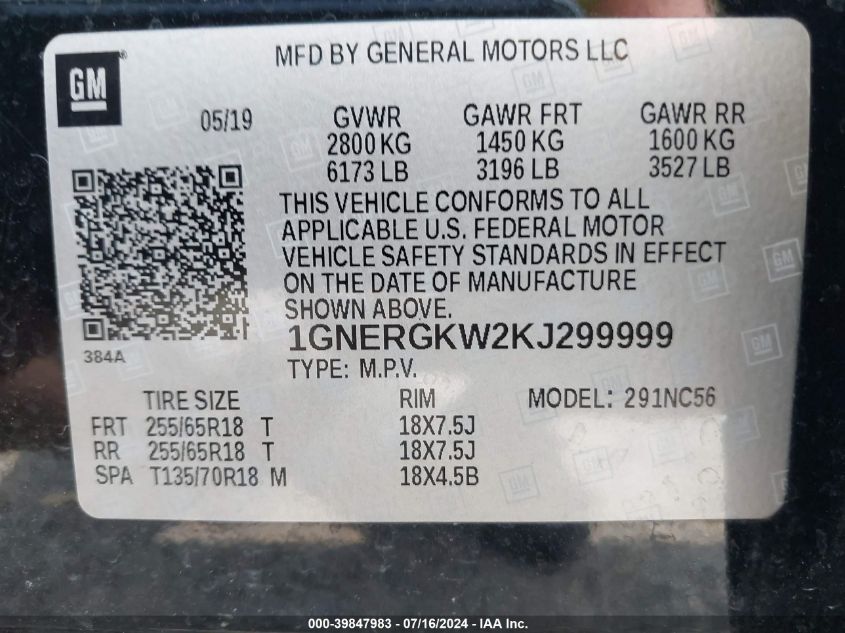 MFD BY GENERAL MOTORS LLC
GM®
05/19 GVWR GAWR FRT GAWR RR
2800 KG 1450 KG 1600 KG
6173 LB 3196 LB 3527 LB
THIS VEHICLE CONFORMS TO ALL
APPLICABLE U.S. FEDERAL MOTOR
VEHICLE SAFETY STANDARDS IN EFFECT
ON THE DATE OF MANUFACTURE
SHOWN ABOVE.
1GNERGKW2KJ299999
384A
TYPE: M.P.V.
TIRE SIZE RIM MODEL: 291NC56
FRT 255/65R18 T 18X7.5J
RR 255/65R18 T 18X7.5J
SPA T135/70R18 M 18X4.5B
000-39847983 - 07/16/2024 - IAA Inc.